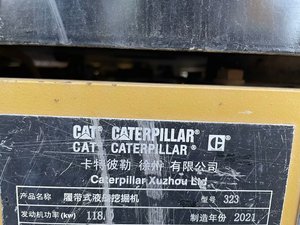 CAT® CATERPILLAR® C®
CAT® CATERPILLAR® C®
卡特彼勒 徐州 有限公司
Caterpillar Xuzhou Ltd
产品名称 履带式液压挖掘机 型号 323
发动机功率(kw) 118. 制造年份 2021